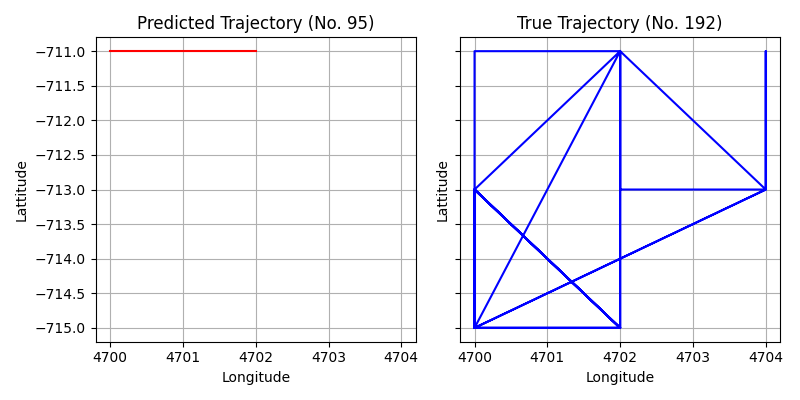 Predicted Trajectory (No. 95)
−711.0
−711.5
−712.0
−712.5
−713.0
−713.5
−714.0
−714.5
−715.0
Lattitude
4700 4701 4702 4703 4704
Longitude
True Trajectory (No. 192)
Lattitude
4700 4701 4702 4703 4704
Longitude